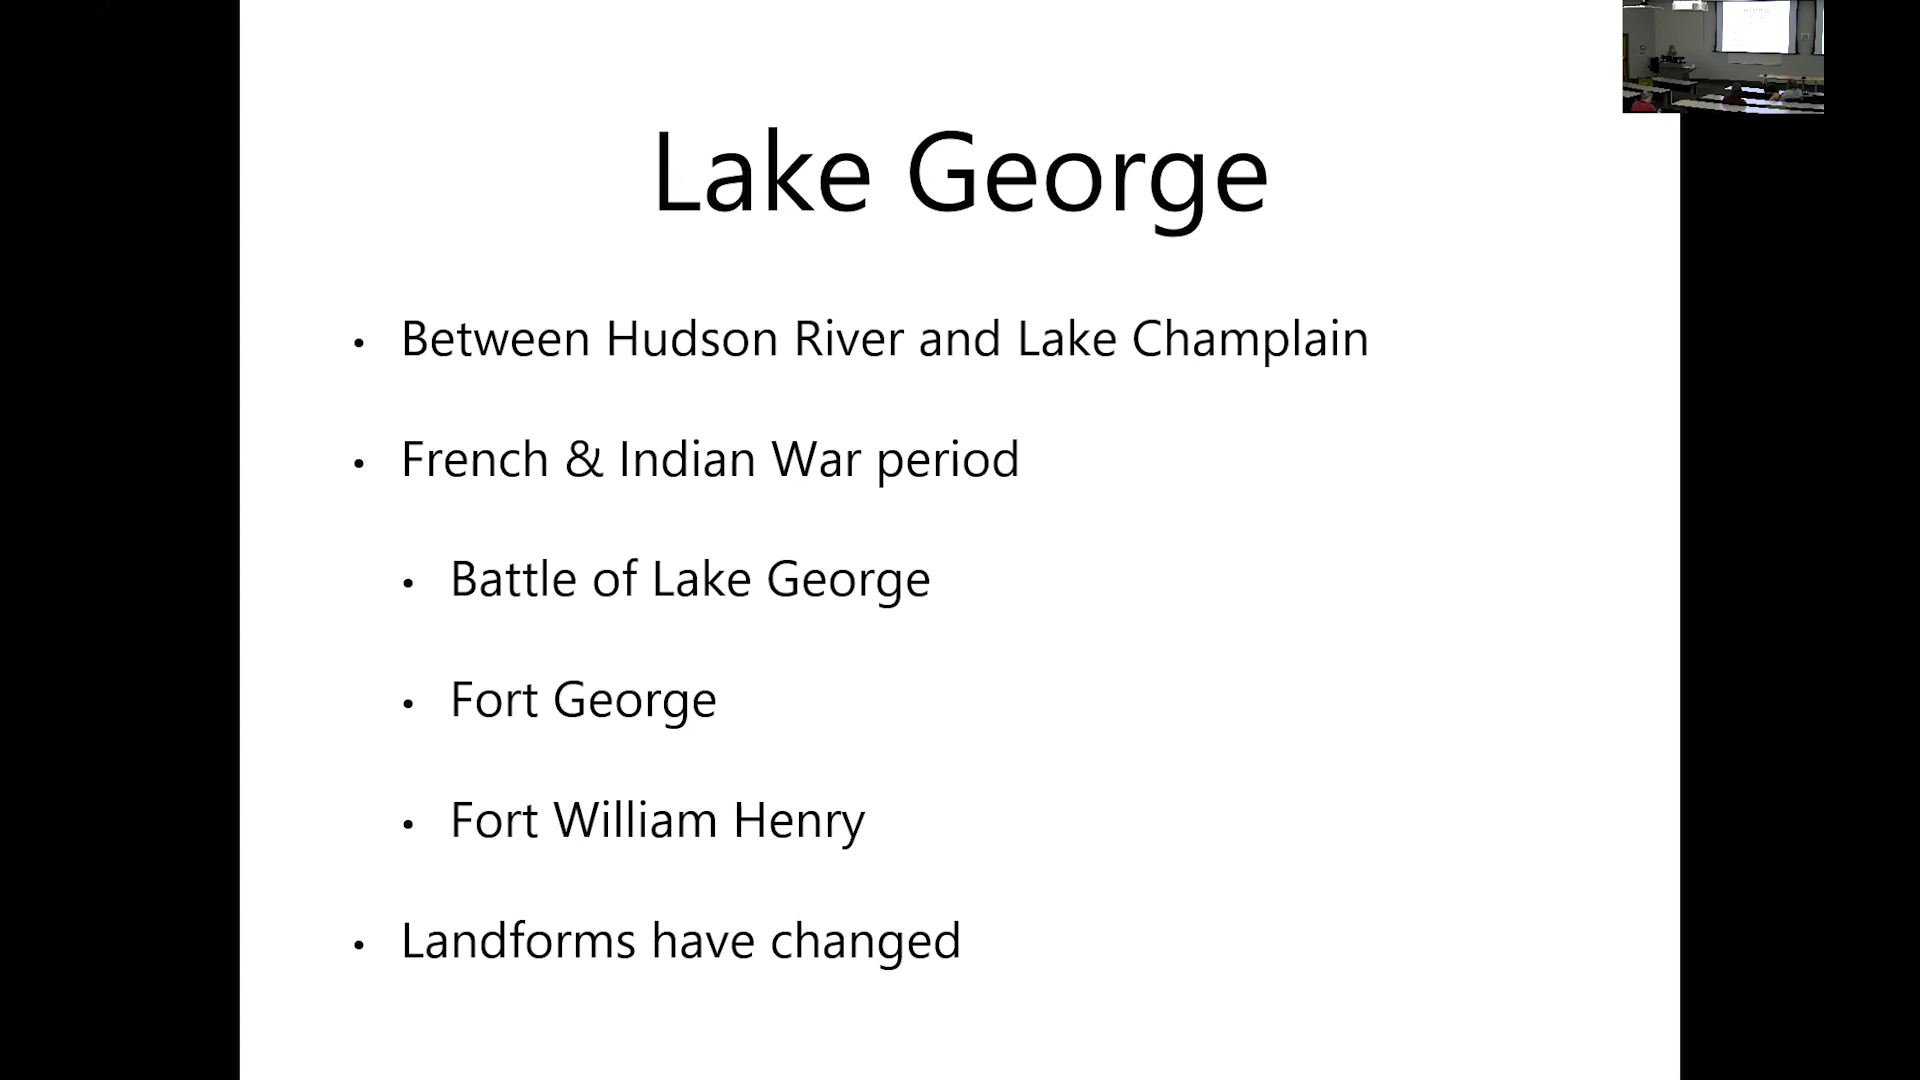 Lake George
• Between Hudson River and Lake Champlain
• French & Indian War period
• Battle of Lake George
• Fort George
• Fort William Henry
• Landforms have changed